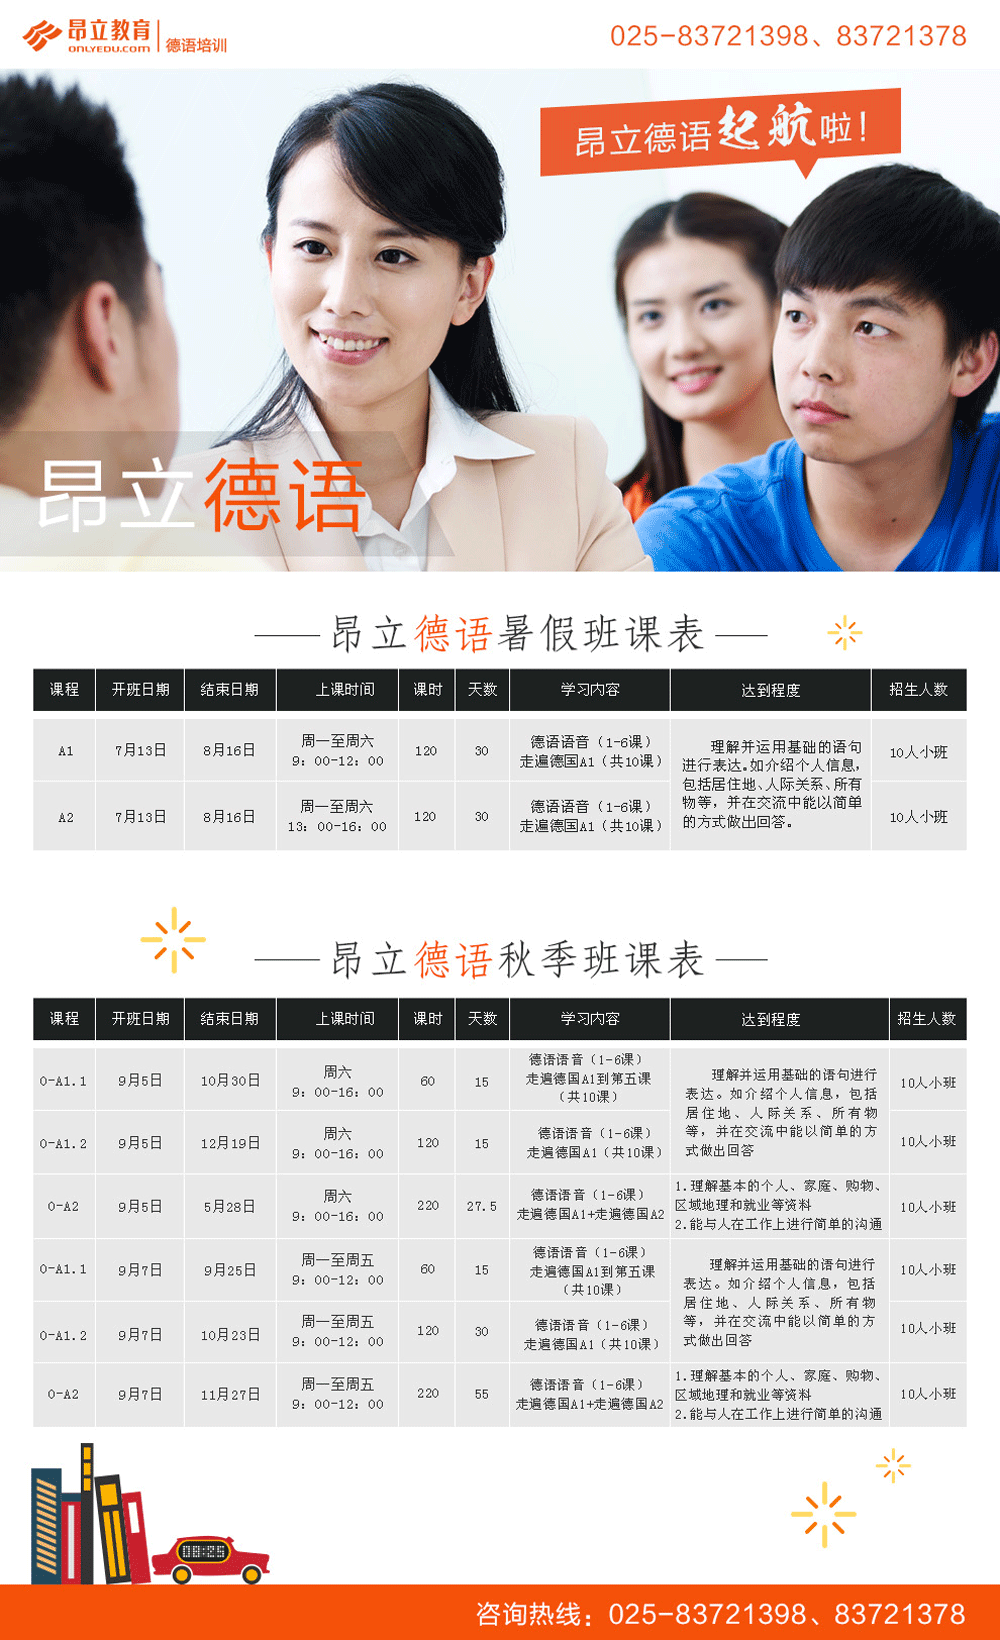 昂立教育
ONLYEDU.COM
德语培训
025-83721398、83721378
昂立德语起航啦!
昂立德语
昂立德语暑假班课表
课程 开班日期 结束日期 上课时间 课时 天数 学习内容 达到程度 招生人数
A1 7月13日 8月16日 周一至周六 9：00-12：00 120 30 德语语音（1-6课） 走遍德国A1（共10课） 10人小班
A2 7月13日 8月16日 周一至周六 13：00-16：00 120 30 德语语音（1-6课） 走遍德国A1（共10课） 10人小班
理解并运用基础的语句
进行表达。如介绍个人信息，
包括居住地、人际关系、所有
物等，并在交流中能以简单
的方式做出回答。
昂立德语秋季班课表
课程 开班日期 结束日期 上课时间 课时 天数 学习内容 达到程度 招生人数
0-A1.1 9月5日 10月30日 周六 9：00-16：00 60 15 德语语音（1-6课） 走遍德国A1到第五课 （共10课） 10人小班
0-A1.2 9月5日 12月19日 周六 9：00-16：00 120 15 德语语音（1-6课） 走遍德国A1（共10课） 10人小班
理解并运用基础的语句进行
表达。如介绍个人信息，包括
居住地、人际关系、所有物
等，并在交流中能以简单的方
式做出回答
0-A2 9月5日 5月28日 周六 9：00-16：00 220 27.5 德语语音（1-6课） 走遍德国A1+走遍德国A2 10人小班
1.理解基本的个人、家庭、购物、
区域地理和就业等资料
2.能与人在工作上进行简单的沟通
0-A1.1 9月7日 9月25日 周一至周五 9：00-12：00 60 15 德语语音（1-6课） 走遍德国A1到第五课 （共10课） 10人小班
0-A1.2 9月7日 10月23日 周一至周五 9：00-12：00 120 30 德语语音（1-6课） 走遍德国A1（共10课） 10人小班
理解并运用基础的语句进行
表达。如介绍个人信息，包括
居住地、人际关系、所有物
等，并在交流中能以简单的方
式做出回答
0-A2 9月7日 11月27日 周一至周五 9：00-12：00 220 55 德语语音（1-6课） 走遍德国A1+走遍德国A2 10人小班
1.理解基本的个人、家庭、购物、
区域地理和就业等资料
2.能与人在工作上进行简单的沟通
08:25
咨询热线：025-83721398、83721378